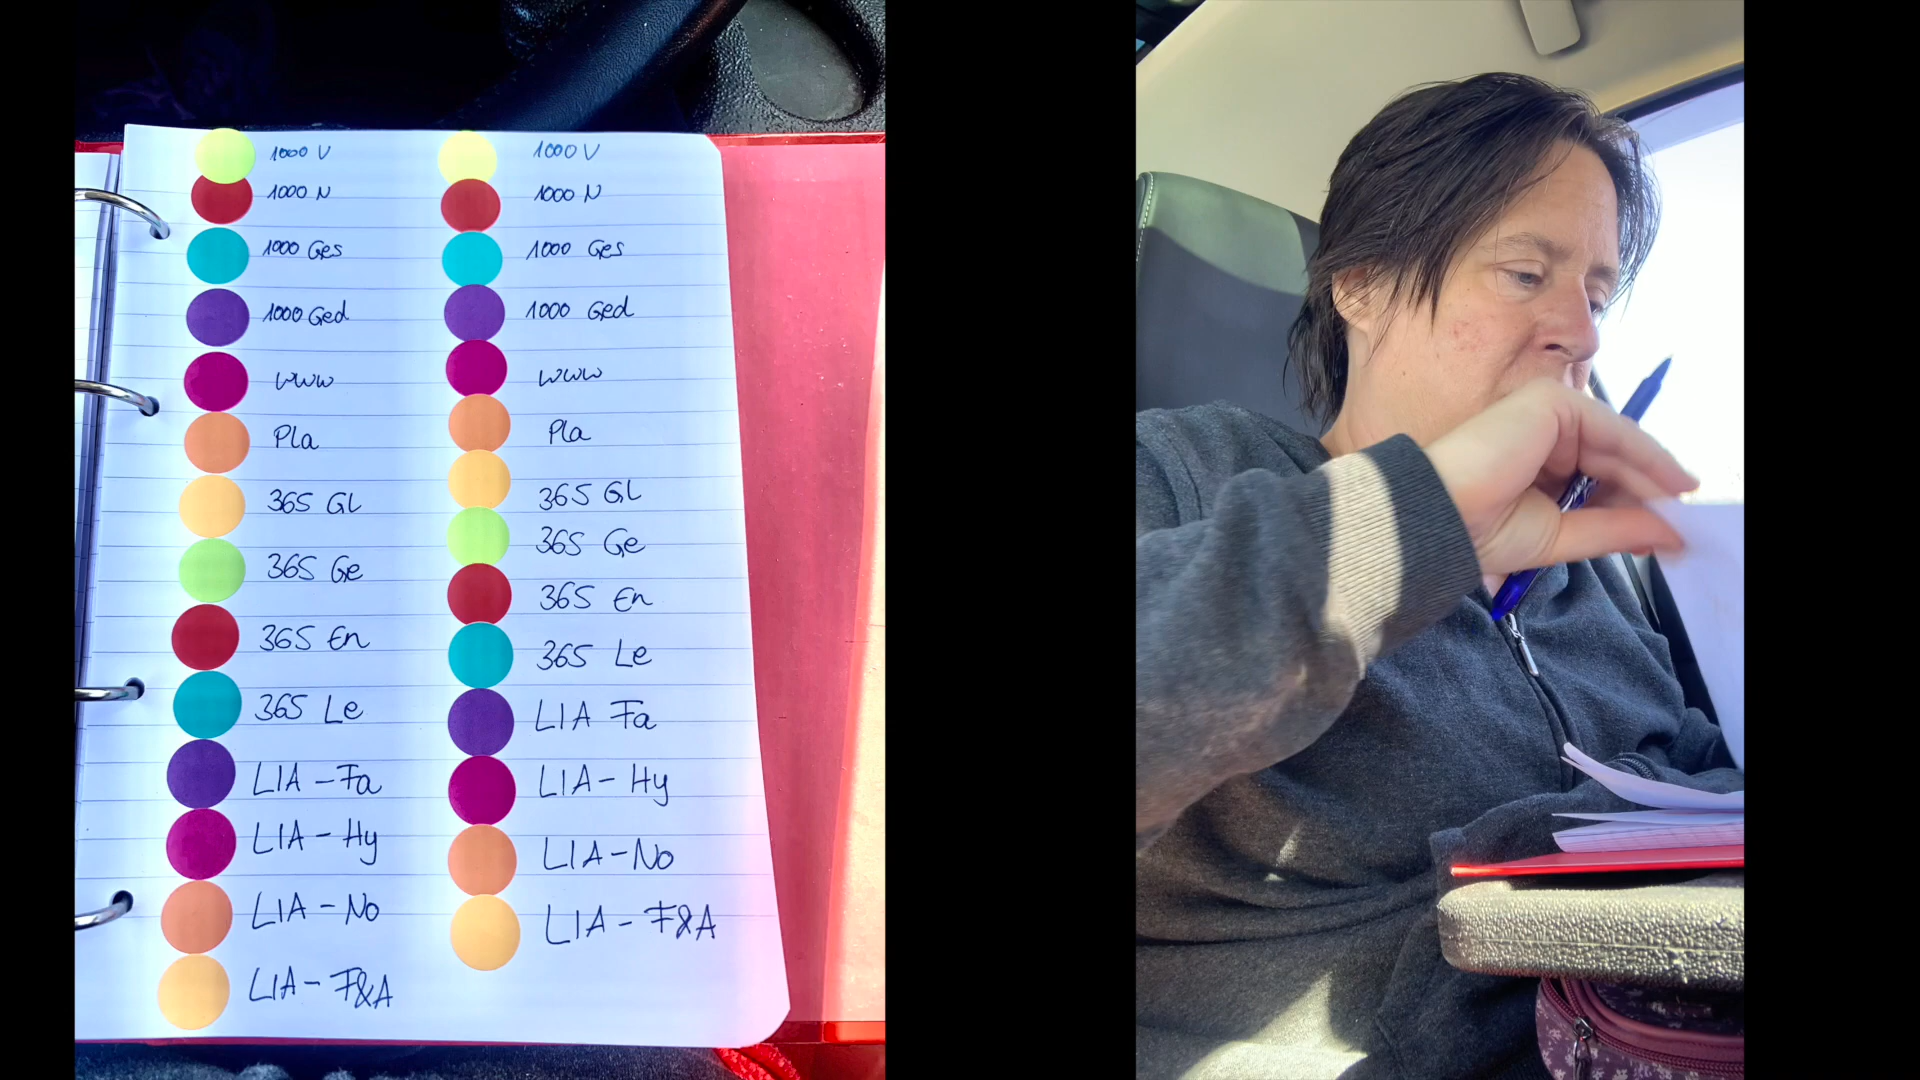 1000 V
1000 N
1000 Ges
1000 Ged
www
Pla
365 GL
365 Ge
365 En
365 Le
LIA - Fa
LIA - Hy
LIA - No
LIA - F&A
1000 V
1000 N
1000 Ges
1000 Ged
www
Pla
365 GL
365 Ge
365 En
365 Le
LIA Fa
LIA - Hy
LIA - No
LIA - F&A